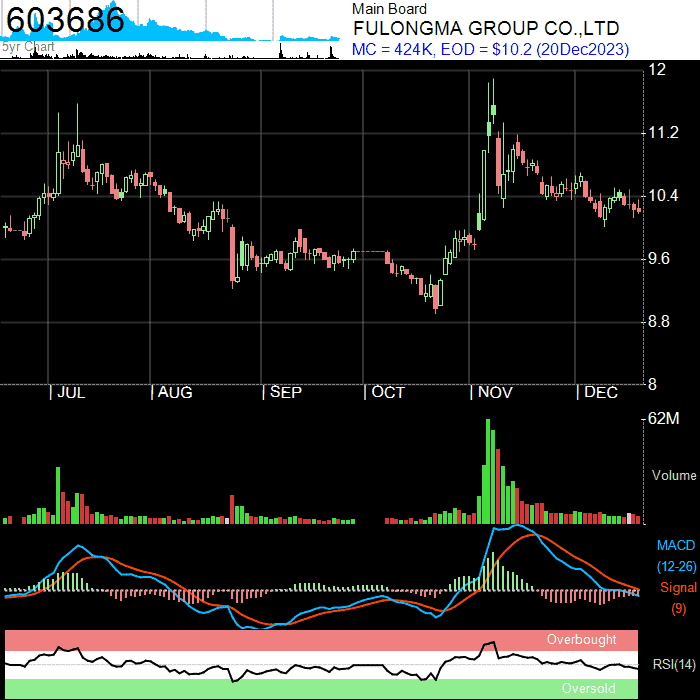 603686
5yr Chart
Main Board
FULONGMA GROUP CO.,LTD
MC = 424K, EOD = $10.2 (20Dec2023)
12
11.2
10.4
9.6
8.8
8
| JUL | AUG | SEP | OCT | NOV | DEC
62M
Volume
MACD
(12-26)
Signal
(9)
Overbought
RSI(14)
Oversold